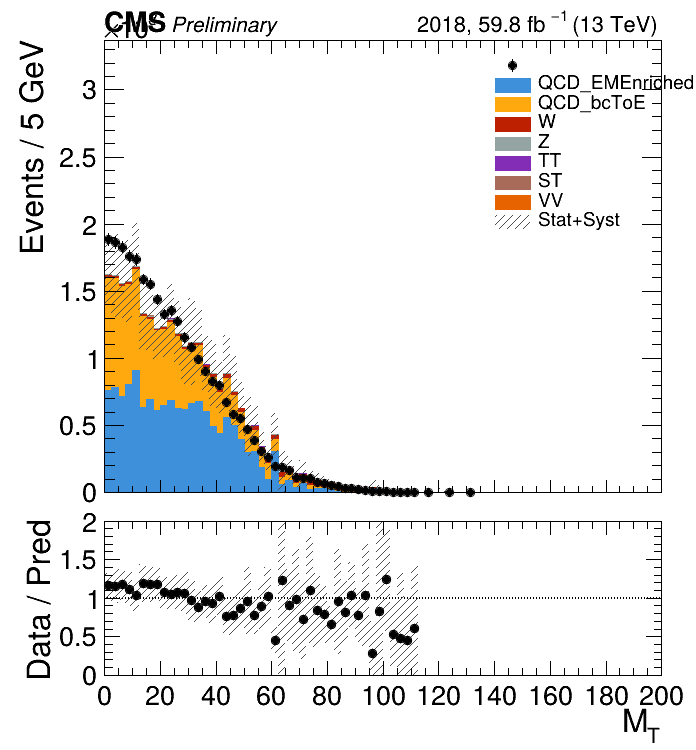 CMS Preliminary 2018, 59.8 fb⁻¹ (13 TeV)
Events / 5 GeV
3
2.5
2
1.5
1
0.5
0
QCD_EMEnriched
QCD_bcToE
W
Z
TT
ST
VV
Stat+Syst
Data / Pred
2
1.5
1
0.5
0
0 20 40 60 80 100 120 140 160 180 200
M_T